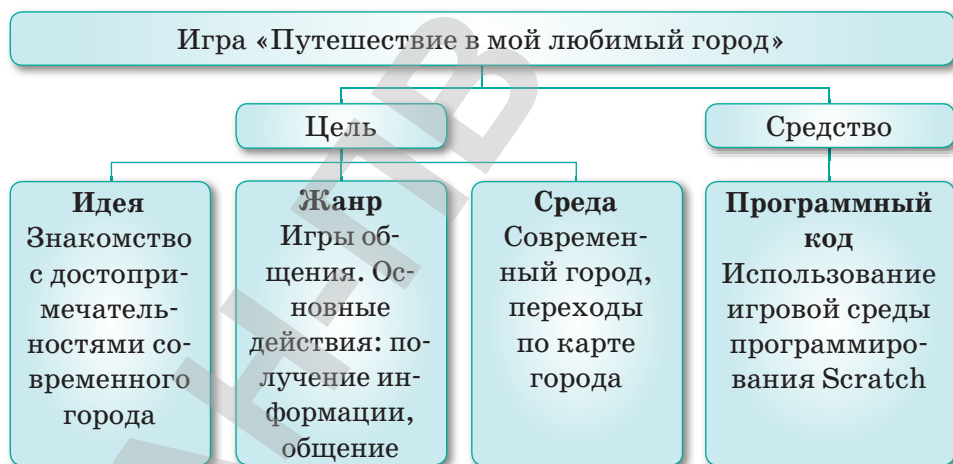 Игра «Путешествие в мой любимый город»
Цель
Средство
Идея
Знакомство
с достопри-
мечатель-
ностями со-
временного
города
Жанр
Игры об-
щения. Ос-
новные
действия: по-
лучение ин-
формации,
общение
Среда
Современ-
ный город,
переходы
по карте
города
Программный
код
Использование
игровой среды
программиро-
вания Scratch